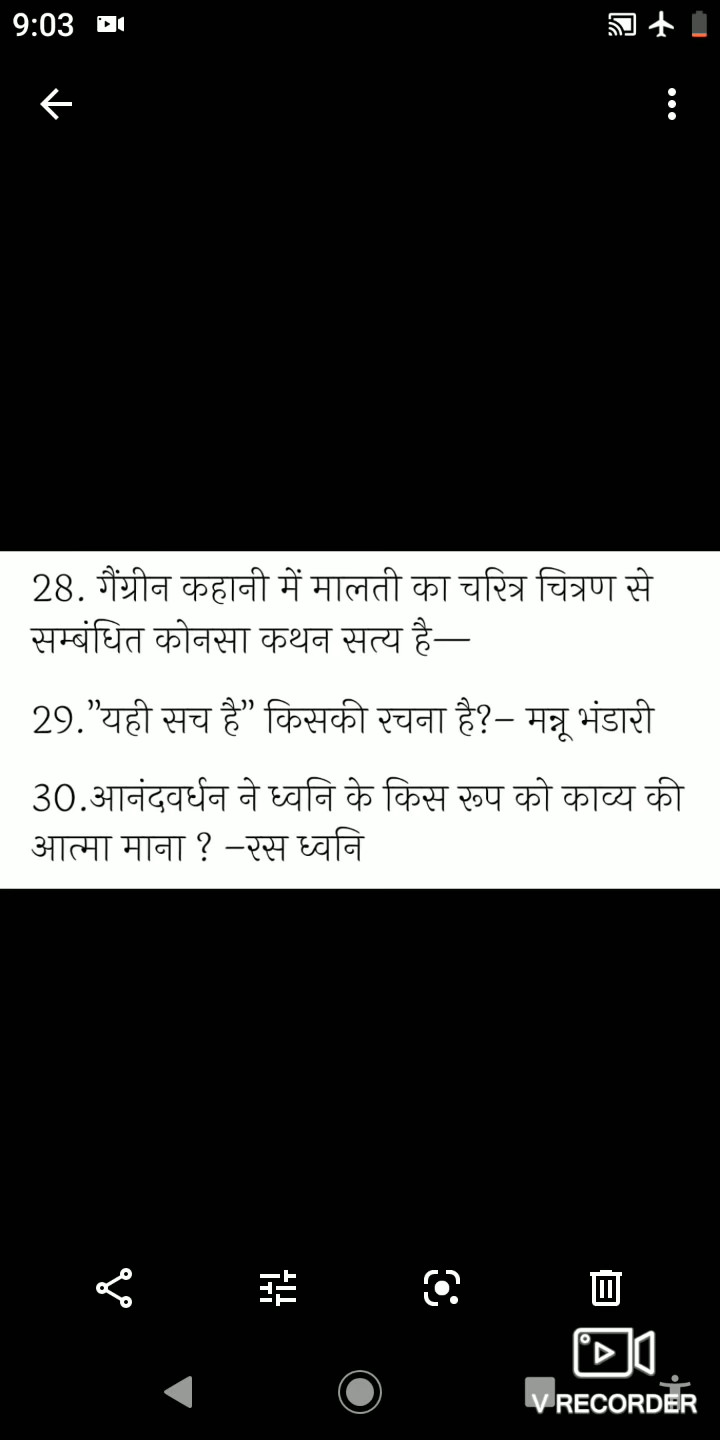 9:03
28. गैंग्रीन कहानी में मालती का चरित्र चित्रण से
सम्बंधित कोनसा कथन सत्य है—
29.”यही सच है” किसकी रचना है?– मन्नू भंडारी
30.आनंदवर्धन ने ध्वनि के किस रूप को काव्य की
आत्मा माना ? –रस ध्वनि
V RECORDER